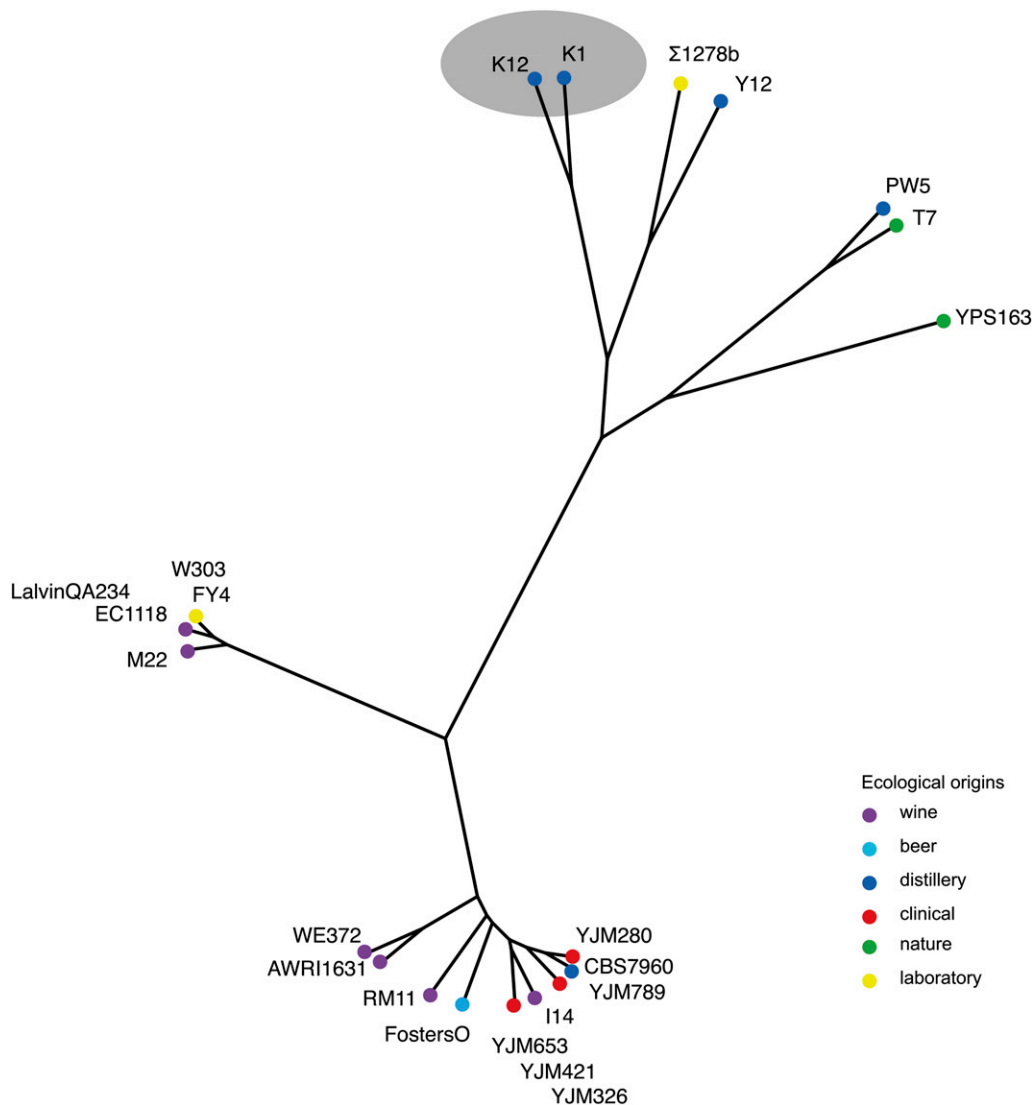 K12
K1
Σ1278b
Y12
PW5
T7
YPS163
W303
LalvinQA234
FY4
EC1118
M22
Ecological origins
wine
beer
distillery
clinical
nature
laboratory
WE372
AWRI1631
RM11
FostersO
YJM280
CBS7960
YJM789
I14
YJM653
YJM421
YJM326